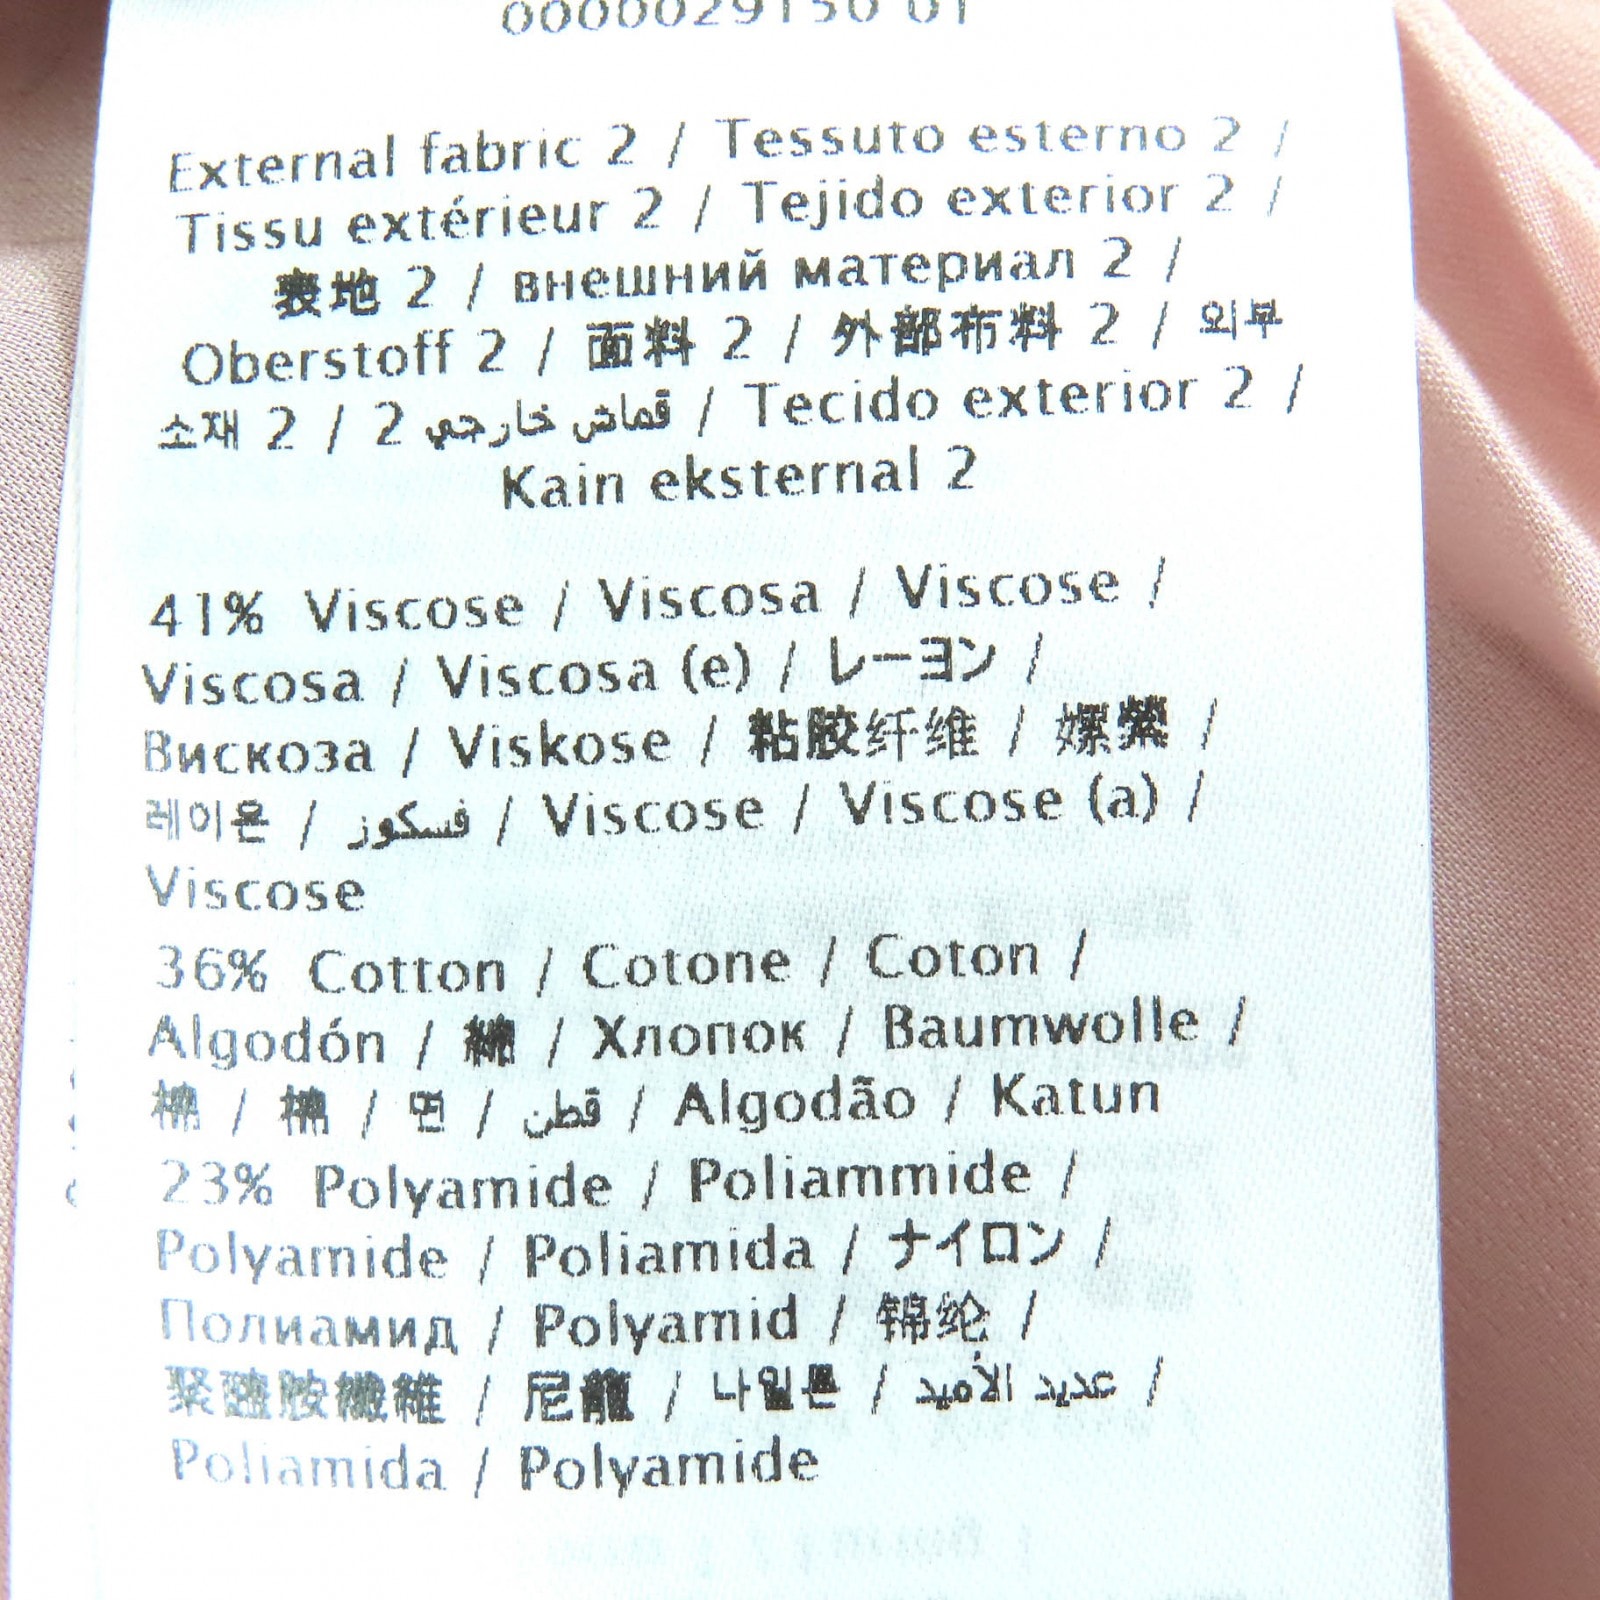 0000029150 01
External fabric 2 / Tessuto esterno 2 /
Tissu extérieur 2 / Tejido exterior 2 /
表地 2 / внешний материал 2 /
Oberstoff 2 / 面料 2 / 外部布料 2 / 외부
소재 2 / قماش خارجي 2 / Tecido exterior 2 /
Kain eksternal 2
41% Viscose / Viscosa / Viscose /
Viscosa / Viscosa (e) / レーヨン /
Вискоза / Viskose / 粘胶纤维 / 嫘縈 /
레이온 / فسكوز / Viscose / Viscose (a) /
Viscose
36% Cotton / Cotone / Coton /
Algodón / 綿 / Хлопок / Baumwolle /
棉 / 棉 / 면 / قطن / Algodão / Katun
23% Polyamide / Poliammide /
Polyamide / Poliamida / ナイロン /
Полиамид / Polyamid / 锦纶 /
聚醯胺纖維 / 尼龍 / 나일론 / عديد الأميد /
Poliamida / Polyamide